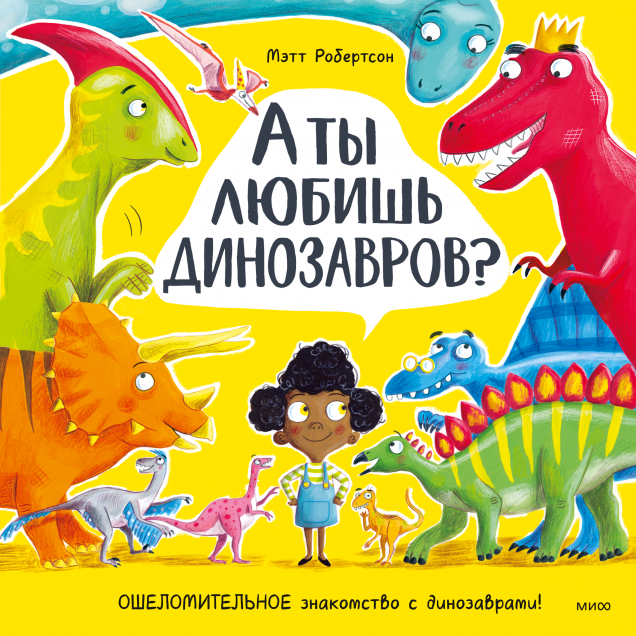 Мэтт Робертсон
А ТЫ
ЛЮБИШЬ
ДИНОЗАВРОВ?
ОШЕЛОМИТЕЛЬНОЕ знакомство с динозаврами!
МИФ